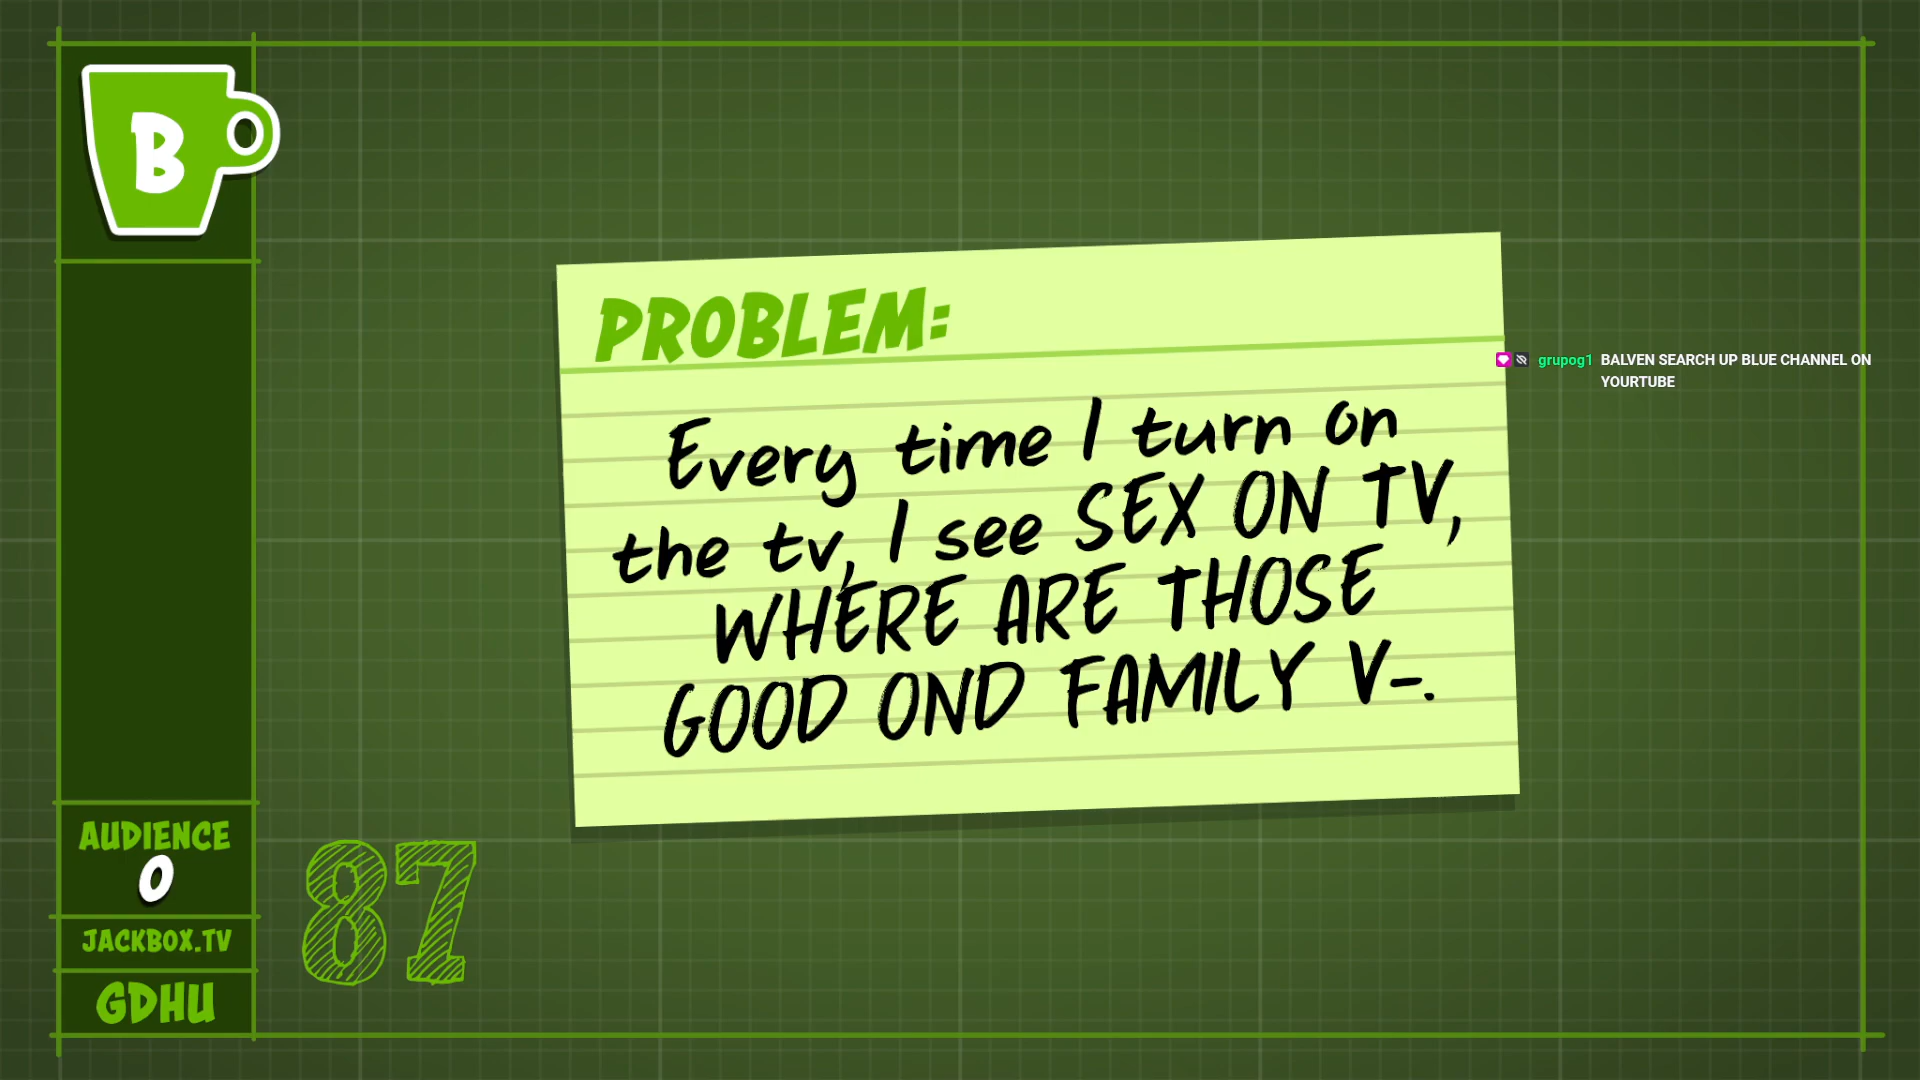 B
PROBLEM:
Every time I turn on
the tv, I see SEX ON TV,
WHERE ARE THOSE
GOOD OND FAMILY V-.
grupog1 BALVEN SEARCH UP BLUE CHANNEL ON
YOURTUBE
AUDIENCE
0
JACKBOX.TV
GDHU
87